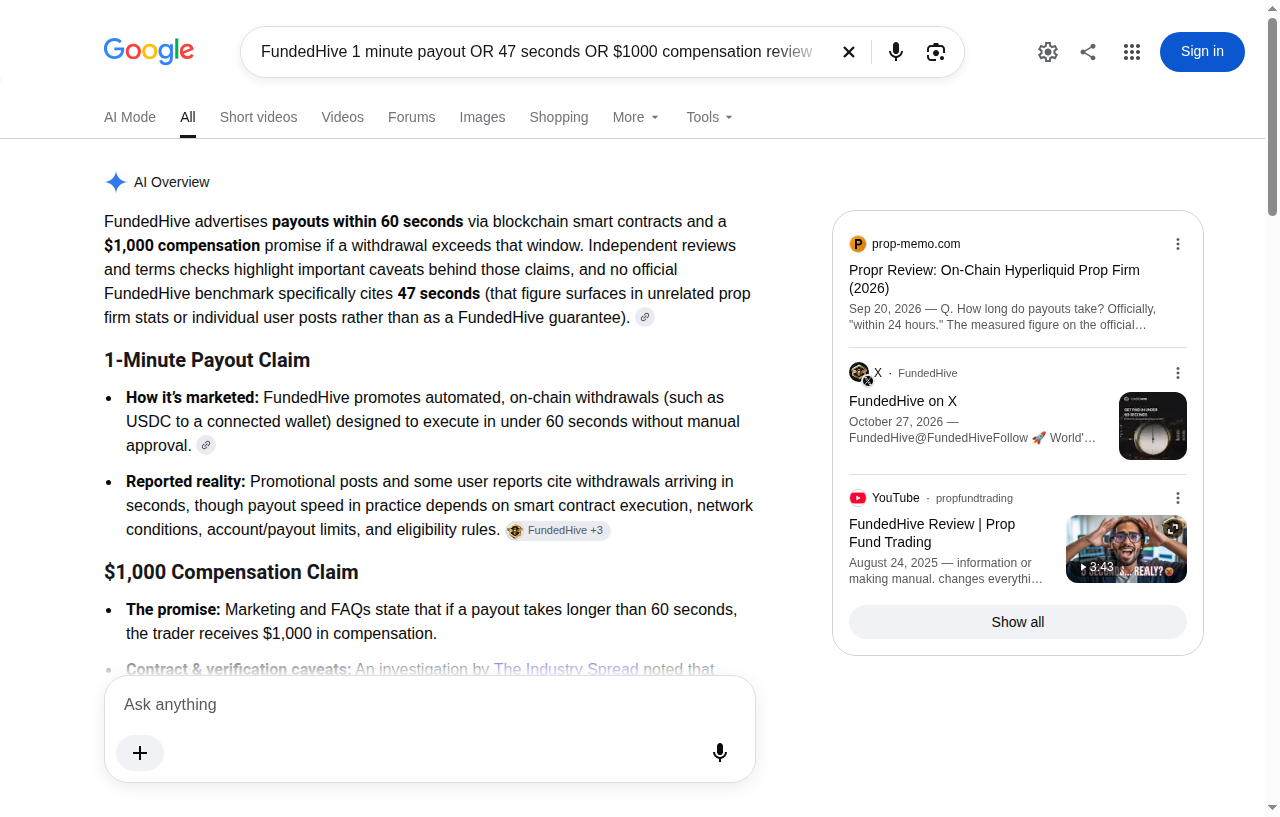 Google
FundedHive 1 minute payout OR 47 seconds OR $1000 compensation review
Sign in
AI Mode
All
Short videos
Videos
Forums
Images
Shopping
More
Tools
AI Overview
FundedHive advertises payouts within 60 seconds via blockchain smart contracts and a
$1,000 compensation promise if a withdrawal exceeds that window. Independent reviews
and terms checks highlight important caveats behind those claims, and no official
FundedHive benchmark specifically cites 47 seconds (that figure surfaces in unrelated prop
firm stats or individual user posts rather than as a FundedHive guarantee).
1-Minute Payout Claim
• How it’s marketed: FundedHive promotes automated, on-chain withdrawals (such as
USDC to a connected wallet) designed to execute in under 60 seconds without manual
approval.
• Reported reality: Promotional posts and some user reports cite withdrawals arriving in
seconds, though payout speed in practice depends on smart contract execution, network
conditions, account/payout limits, and eligibility rules. FundedHive +3
$1,000 Compensation Claim
• The promise: Marketing and FAQs state that if a payout takes longer than 60 seconds,
the trader receives $1,000 in compensation.
• Contract & verification caveats: An investigation by The Industry Spread noted that
Ask anything
prop-memo.com
Propr Review: On-Chain Hyperliquid Prop Firm
(2026)
Sep 20, 2026 — Q. How long do payouts take? Officially,
"within 24 hours." The measured figure on the official…
X · FundedHive
FundedHive on X
October 27, 2026 —
FundedHive@FundedHiveFollow 🚀 World'…
YouTube · propfundtrading
FundedHive Review | Prop
Fund Trading
August 24, 2025 — information or
making manual. changes everythi…
3:43
Show all